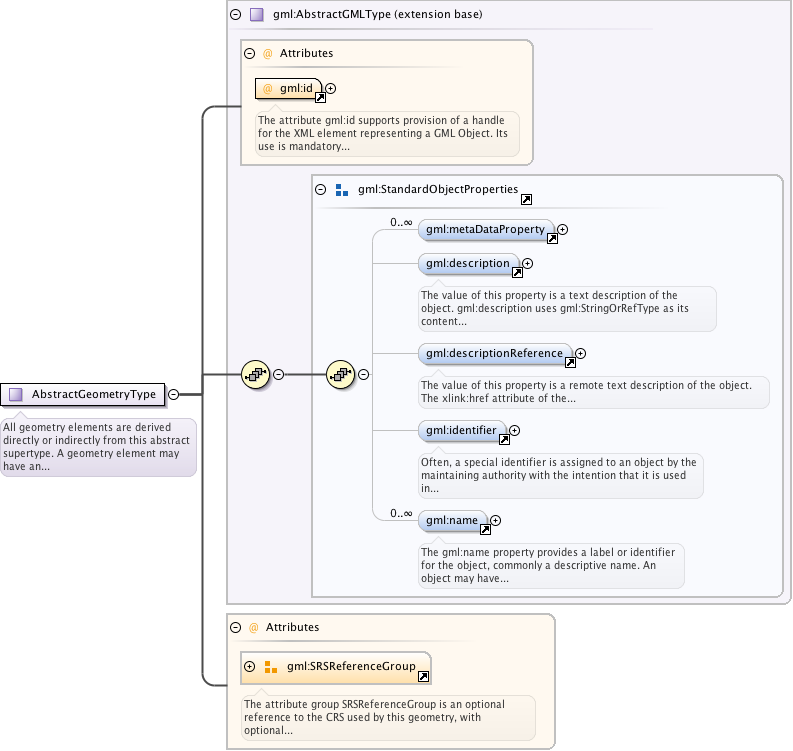 gml:AbstractGMLType (extension base)
@ Attributes
@ gml:id
The attribute gml:id supports provision of a handle
for the XML element representing a GML Object. Its
use is mandatory...
gml:StandardObjectProperties
0..∞
gml:metaDataProperty
gml:description
The value of this property is a text description of the
object. gml:description uses gml:StringOrRefType as its
content...
gml:descriptionReference
The value of this property is a remote text description of the object.
The xlink:href attribute of the...
gml:identifier
Often, a special identifier is assigned to an object by the
maintaining authority with the intention that it is used
in...
0..∞
gml:name
The gml:name property provides a label or identifier
for the object, commonly a descriptive name. An
object may have...
AbstractGeometryType
All geometry elements are derived
directly or indirectly from this abstract
supertype. A geometry element may
have an...
@ Attributes
gml:SRSReferenceGroup
The attribute group SRSReferenceGroup is an optional
reference to the CRS used by this geometry, with
optional...